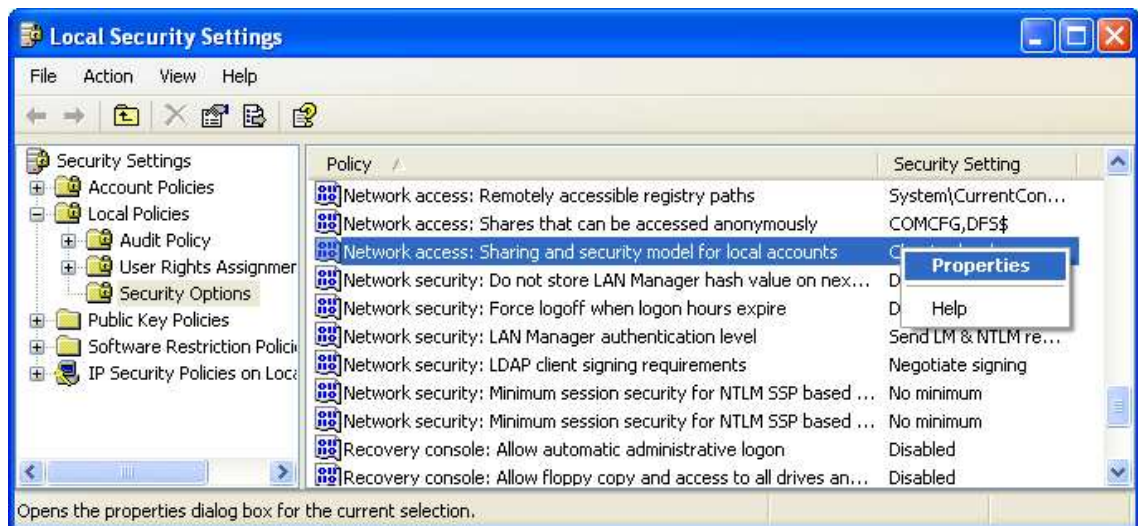 Local Security Settings
File Action View Help
Security Settings
Account Policies
Local Policies
Audit Policy
User Rights Assignmen
Security Options
Public Key Policies
Software Restriction Polici
IP Security Policies on Loca
Policy Security Setting
Network access: Remotely accessible registry paths System\CurrentCon...
Network access: Shares that can be accessed anonymously COMCFG,DFS$
Network access: Sharing and security model for local accounts
Properties
Help
Network security: Do not store LAN Manager hash value on nex... D
Network security: Force logoff when logon hours expire D
Network security: LAN Manager authentication level Send LM & NTLM re...
Network security: LDAP client signing requirements Negotiate signing
Network security: Minimum session security for NTLM SSP based ... No minimum
Network security: Minimum session security for NTLM SSP based ... No minimum
Recovery console: Allow automatic administrative logon Disabled
Recovery console: Allow floppy copy and access to all drives an... Disabled
Opens the properties dialog box for the current selection.